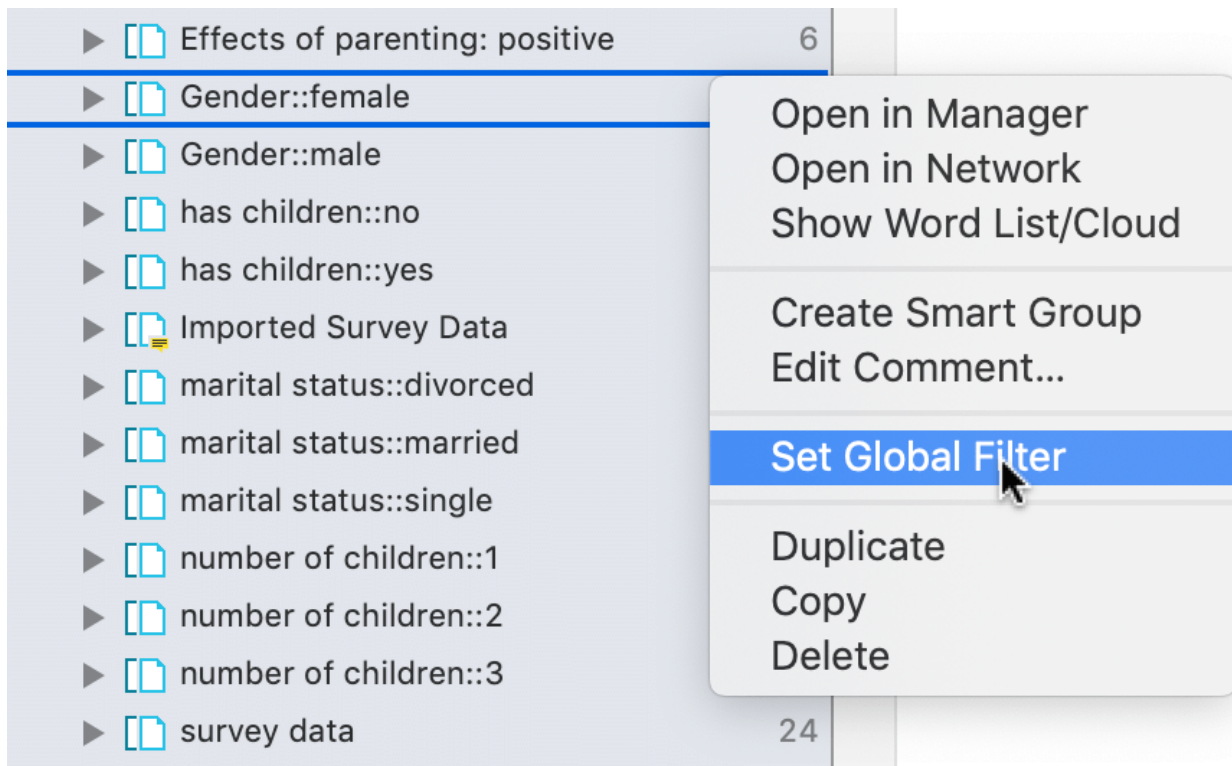 Effects of parenting: positive 6
Gender::female
Gender::male
has children::no
has children::yes
Imported Survey Data
marital status::divorced
marital status::married
marital status::single
number of children::1
number of children::2
number of children::3
survey data 24
Open in Manager
Open in Network
Show Word List/Cloud
Create Smart Group
Edit Comment...
Set Global Filter
Duplicate
Copy
Delete